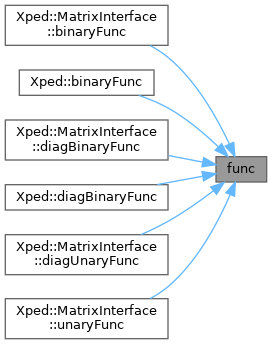 Xped::MatrixInterface
::binaryFunc
Xped::binaryFunc
Xped::MatrixInterface
::diagBinaryFunc
func
Xped::diagBinaryFunc
Xped::MatrixInterface
::diagUnaryFunc
Xped::MatrixInterface
::unaryFunc